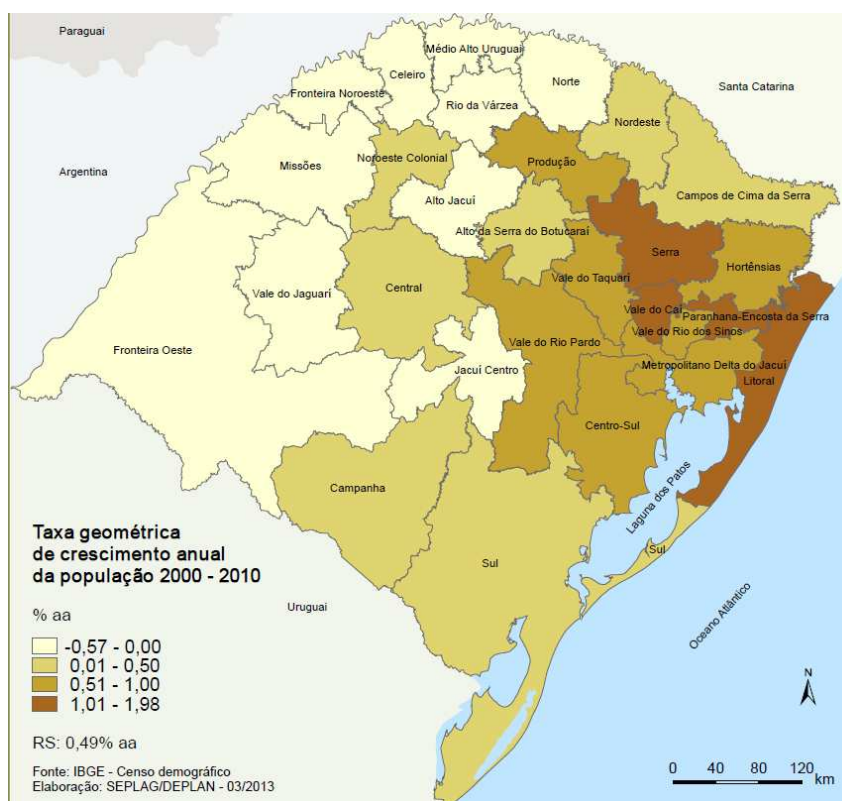 Paraguai
Médio Alto Uruguai
Celeiro
Norte
Fronteira Noroeste
Rio da Várzea
Santa Catarina
Nordeste
Noroeste Colonial
Produção
Missões
Argentina
Campos de Cima da Serra
Alto Jacuí
Alto da Serra do Botucaraí
Serra
Hortênsias
Vale do Taquarí
Central
Vale do Jaguarí
Vale do Caí
Paranhana-Encosta da Serra
Vale do Rio dos Sinos
Vale do Rio Pardo
Fronteira Oeste
Metropolitano Delta do Jacuí
Jacuí Centro
Litoral
Centro-Sul
Campanha
Laguna dos Patos
Sul
Sul
Oceano Atlântico
Uruguai
Taxa geométrica
de crescimento anual
da população 2000 - 2010
% aa
-0,57 - 0,00
0,01 - 0,50
0,51 - 1,00
1,01 - 1,98
RS: 0,49% aa
Fonte: IBGE - Censo demográfico
Elaboração: SEPLAG/DEPLAN - 03/2013
N
0 40 80 120
km